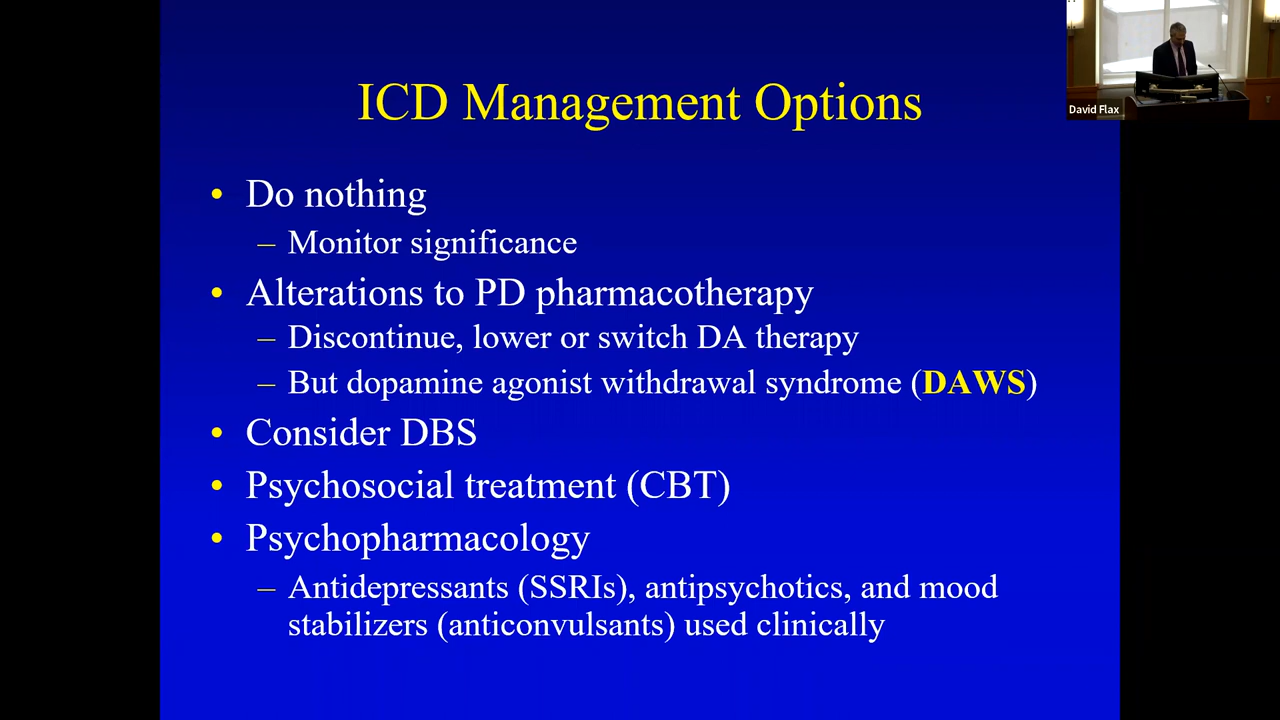 ICD Management Options
• Do nothing
– Monitor significance
• Alterations to PD pharmacotherapy
– Discontinue, lower or switch DA therapy
– But dopamine agonist withdrawal syndrome (DAWS)
• Consider DBS
• Psychosocial treatment (CBT)
• Psychopharmacology
– Antidepressants (SSRIs), antipsychotics, and mood
stabilizers (anticonvulsants) used clinically
David Flax